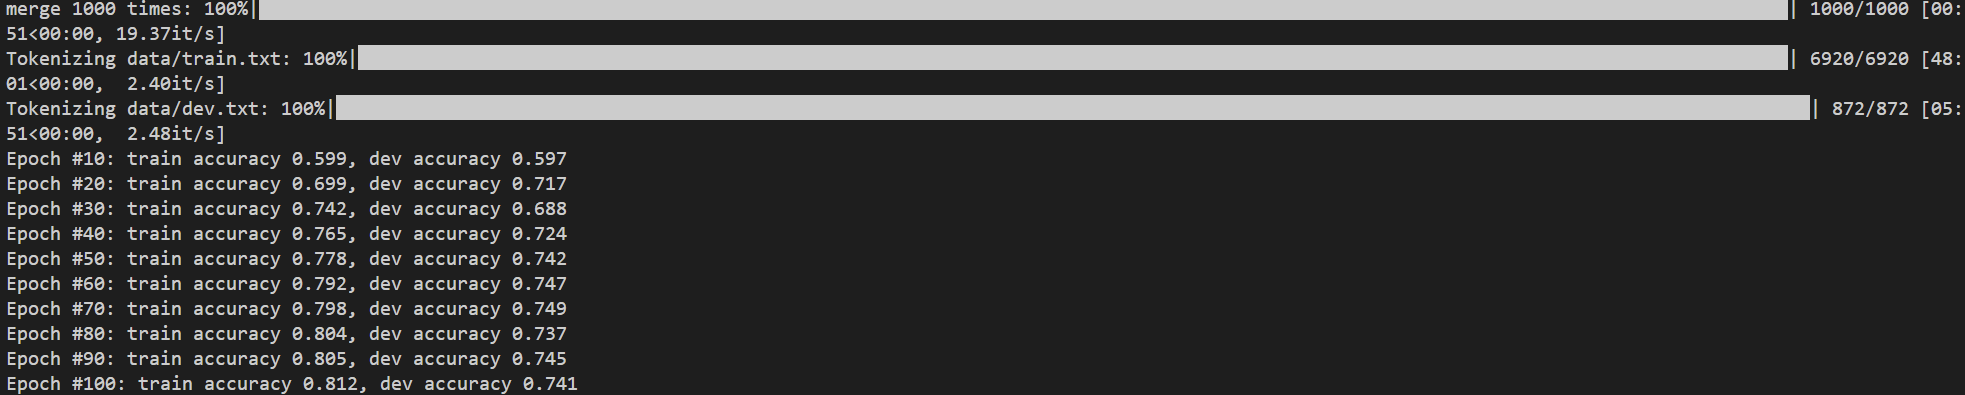 merge 1000 times: 100%|██████████| 1000/1000 [00:
51<00:00, 19.37it/s]
Tokenizing data/train.txt: 100%|██████████| 6920/6920 [48:
01<00:00,  2.40it/s]
Tokenizing data/dev.txt: 100%|██████████| 872/872 [05:
51<00:00,  2.48it/s]
Epoch #10: train accuracy 0.599, dev accuracy 0.597
Epoch #20: train accuracy 0.699, dev accuracy 0.717
Epoch #30: train accuracy 0.742, dev accuracy 0.688
Epoch #40: train accuracy 0.765, dev accuracy 0.724
Epoch #50: train accuracy 0.778, dev accuracy 0.742
Epoch #60: train accuracy 0.792, dev accuracy 0.747
Epoch #70: train accuracy 0.798, dev accuracy 0.749
Epoch #80: train accuracy 0.804, dev accuracy 0.737
Epoch #90: train accuracy 0.805, dev accuracy 0.745
Epoch #100: train accuracy 0.812, dev accuracy 0.741